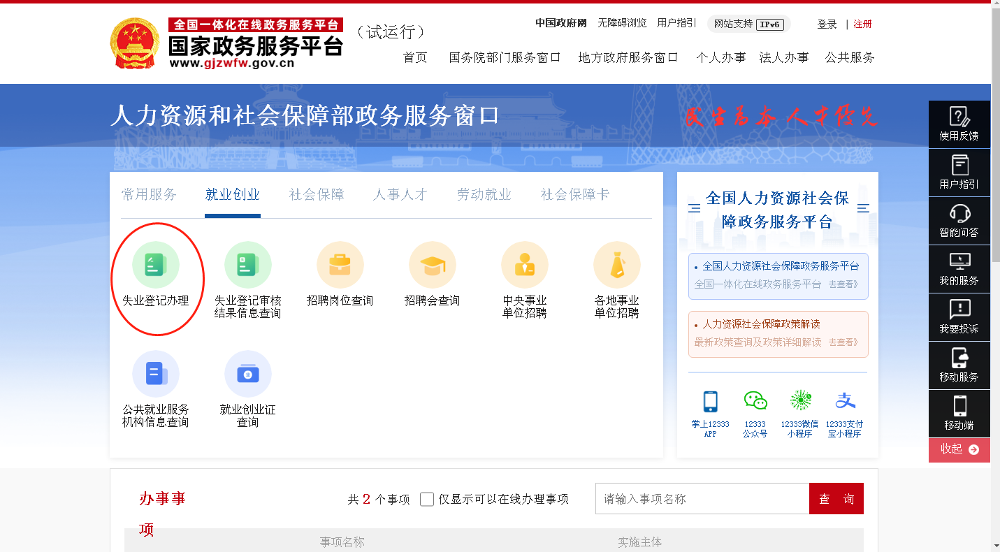 全国一体化在线政务服务平台
国家政务服务平台
www.gjzwfw.gov.cn
（试运行）
中国政府网 无障碍浏览 用户指引 网站支持 IPv6 登录 | 注册
首页 国务院部门服务窗口 地方政府服务窗口 个人办事 法人办事 公共服务
人力资源和社会保障部政务服务窗口
民生为本 人才优先
常用服务 就业创业 社会保障 人事人才 劳动就业 社会保障卡
失业登记办理
失业登记审核
结果信息查询
招聘岗位查询
招聘会查询
中央事业
单位招聘
各地事业
单位招聘
公共就业服务
机构信息查询
就业创业证
查询
全国人力资源社会保
障政务服务平台
• 全国人力资源社会保障政务服务平台
全国一体化在线政务服务平台 去查看》
• 人力资源社会保障政策解读
最新政策查询及政策详细解读 去查看》
掌上12333
APP
12333
公众号
12333微信
小程序
12333支付
宝小程序
使用反馈
用户指引
智能问答
我的服务
我要投诉
移动服务
移动端
收起
办事事
项
共 2 个事项 仅显示可以在线办理事项 请输入事项名称 查 询
事项名称 实施主体